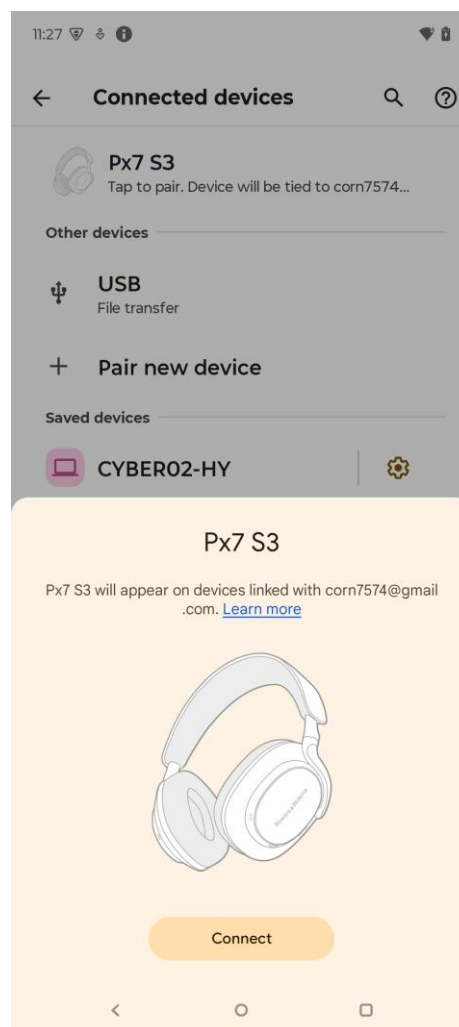 11:27
Connected devices
Px7 S3
Tap to pair. Device will be tied to corn7574...
Other devices
USB
File transfer
Pair new device
Saved devices
CYBER02-HY
Px7 S3
Px7 S3 will appear on devices linked with corn7574@gmail
.com. Learn more
Bowers & Wilkins
Connect